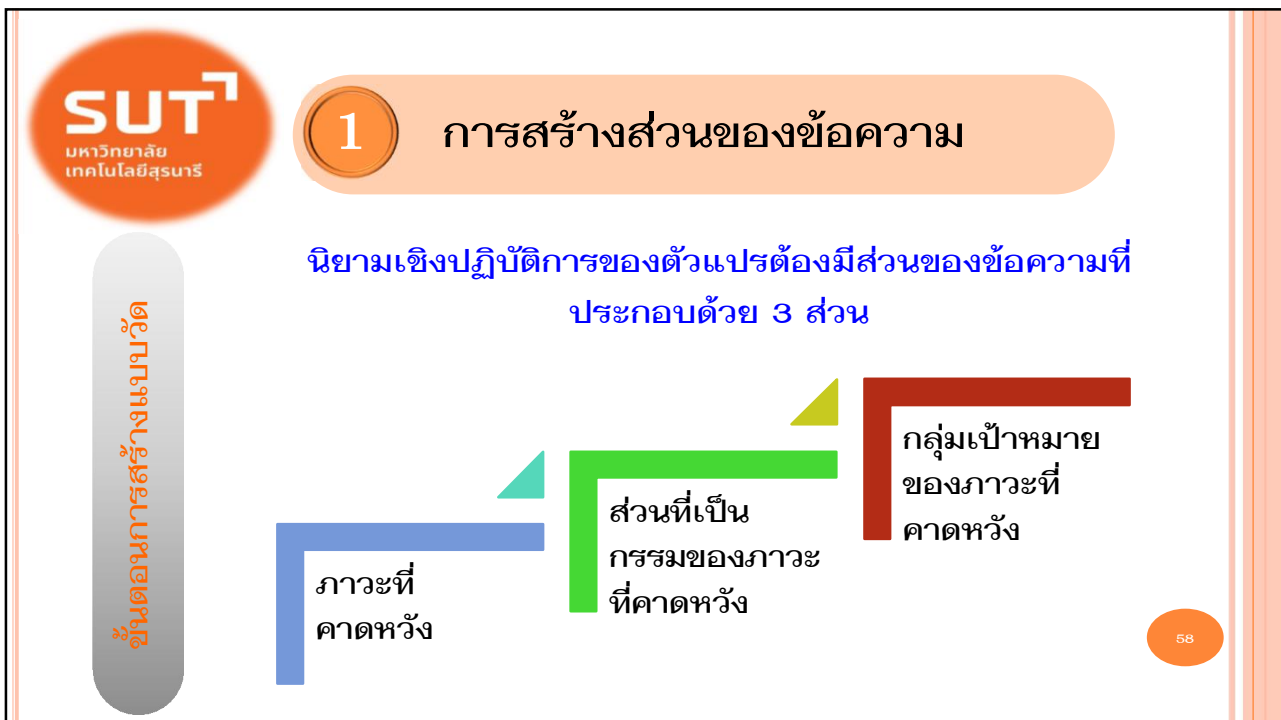 SUT
มหาวิทยาลัย
เทคโนโลยีสุรนารี
1
การสร้างส่วนของข้อความ
นิยามเชิงปฏิบัติการของตัวแปรต้องมีส่วนของข้อความที่
ประกอบด้วย 3 ส่วน
ขั้นตอนการสร้างแบบวัด
ภาวะที่
คาดหวัง
ส่วนที่เป็น
กรรมของภาวะ
ที่คาดหวัง
กลุ่มเป้าหมาย
ของภาวะที่
คาดหวัง
58